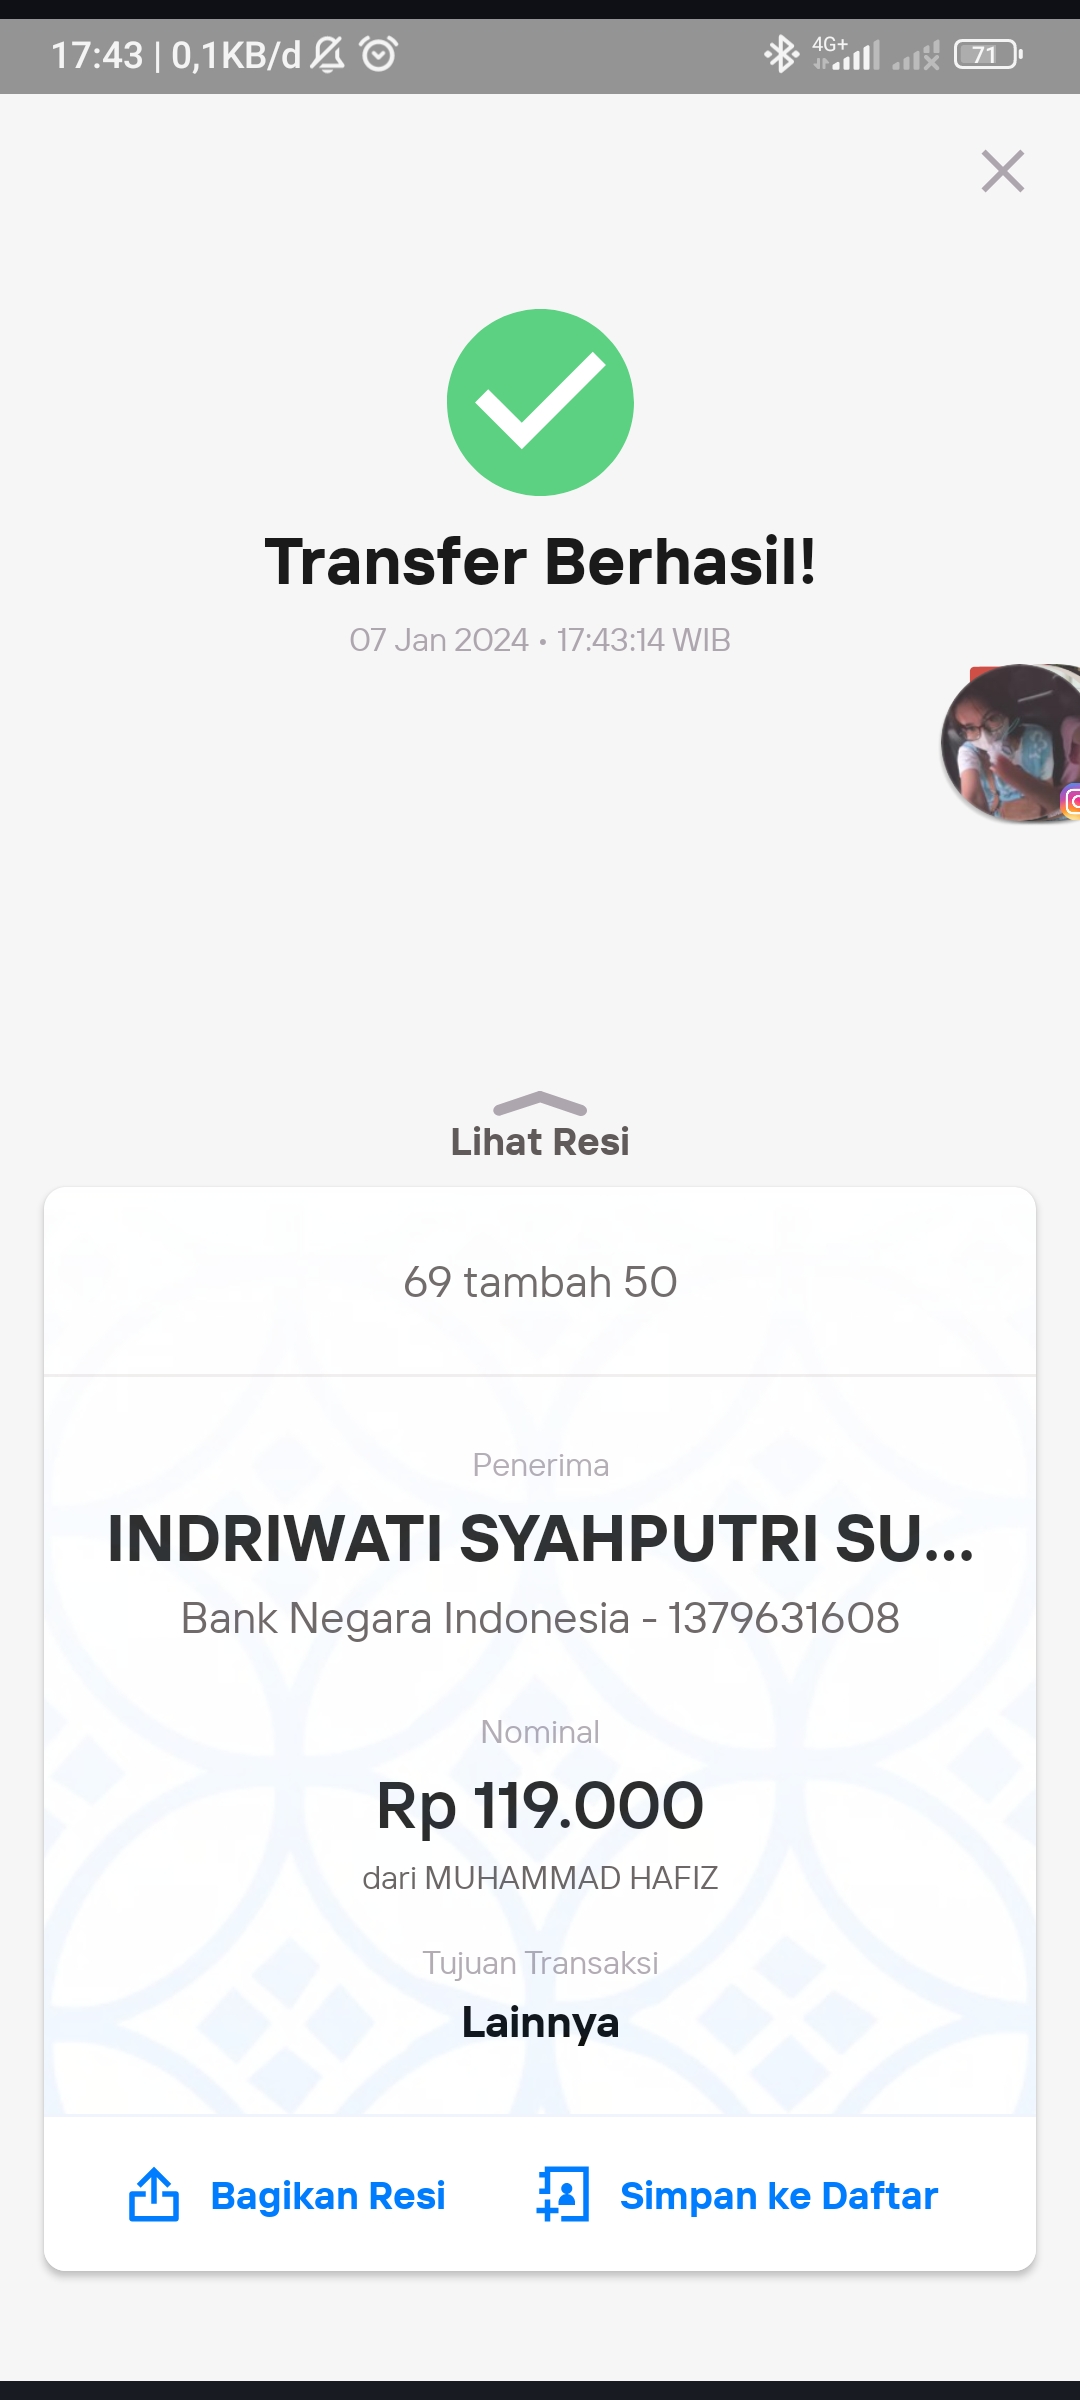 17:43 | 0,1KB/d
4G+
71
Transfer Berhasil!
07 Jan 2024 • 17:43:14 WIB
Lihat Resi
69 tambah 50
Penerima
INDRIWATI SYAHPUTRI SU...
Bank Negara Indonesia - 1379631608
Nominal
Rp 119.000
dari MUHAMMAD HAFIZ
Tujuan Transaksi
Lainnya
Bagikan Resi
Simpan ke Daftar